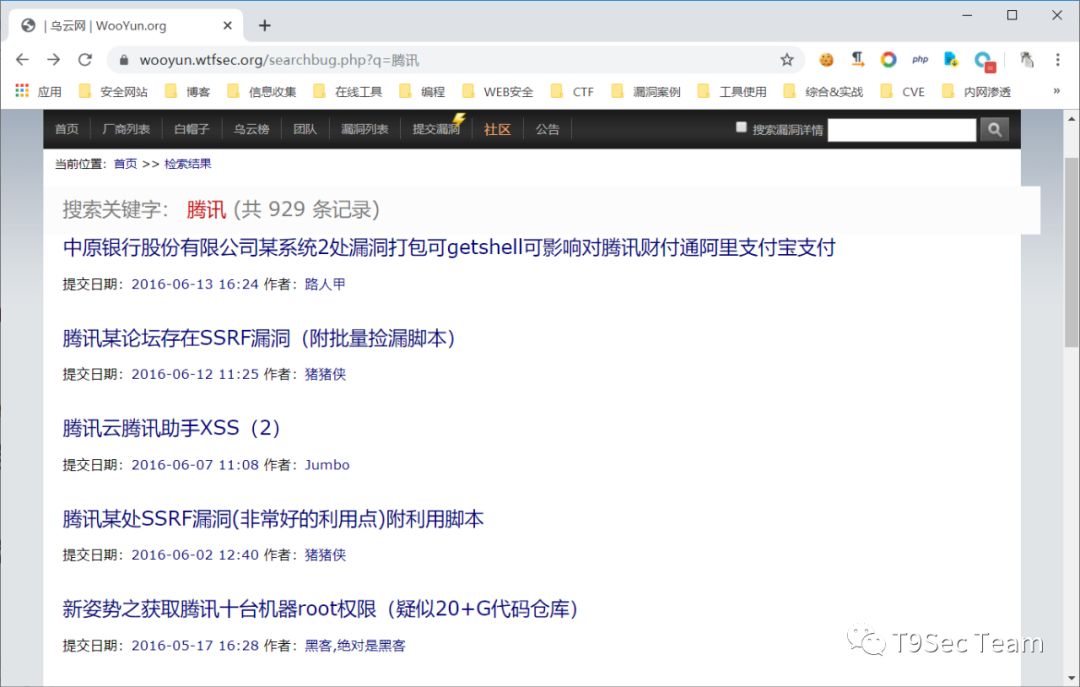 | 乌云网 | WooYun.org
wooyun.wtfsec.org/searchbug.php?q=腾讯
php
应用 安全网站 博客 信息收集 在线工具 编程 WEB安全 CTF 漏洞案例 工具使用 综合&实战 CVE 内网渗透 »
首页 厂商列表 白帽子 乌云榜 团队 漏洞列表 提交漏洞 社区 公告 搜索漏洞详情
当前位置：首页 >> 检索结果
搜索关键字： 腾讯 (共 929 条记录)
中原银行股份有限公司某系统2处漏洞打包可getshell可影响对腾讯财付通阿里支付宝支付
提交日期：2016-06-13 16:24 作者：路人甲
腾讯某论坛存在SSRF漏洞（附批量捡漏脚本）
提交日期：2016-06-12 11:25 作者：猪猪侠
腾讯云腾讯助手XSS（2）
提交日期：2016-06-07 11:08 作者：Jumbo
腾讯某处SSRF漏洞(非常好的利用点)附利用脚本
提交日期：2016-06-02 12:40 作者：猪猪侠
新姿势之获取腾讯十台机器root权限（疑似20+G代码仓库）
提交日期：2016-05-17 16:28 作者：黑客,绝对是黑客
T9Sec Team